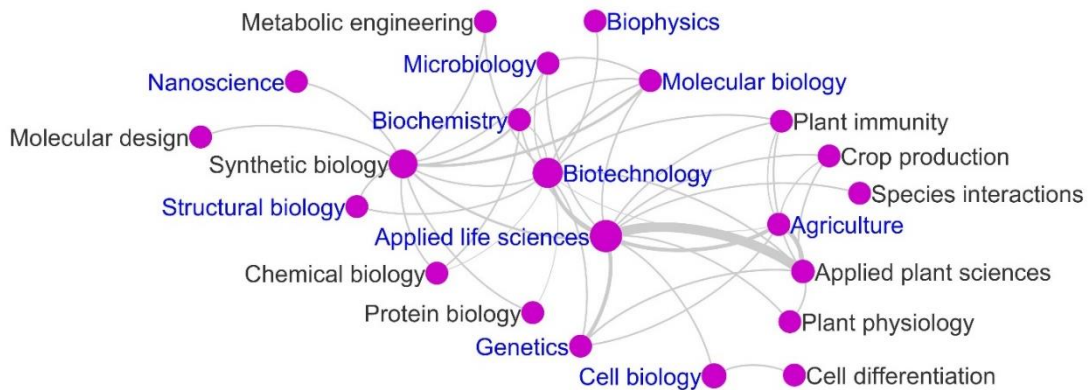 Metabolic engineering
Biophysics
Microbiology
Nanoscience
Molecular biology
Biochemistry
Plant immunity
Molecular design
Crop production
Synthetic biology
Biotechnology
Species interactions
Structural biology
Agriculture
Applied life sciences
Chemical biology
Applied plant sciences
Protein biology
Plant physiology
Genetics
Cell biology
Cell differentiation